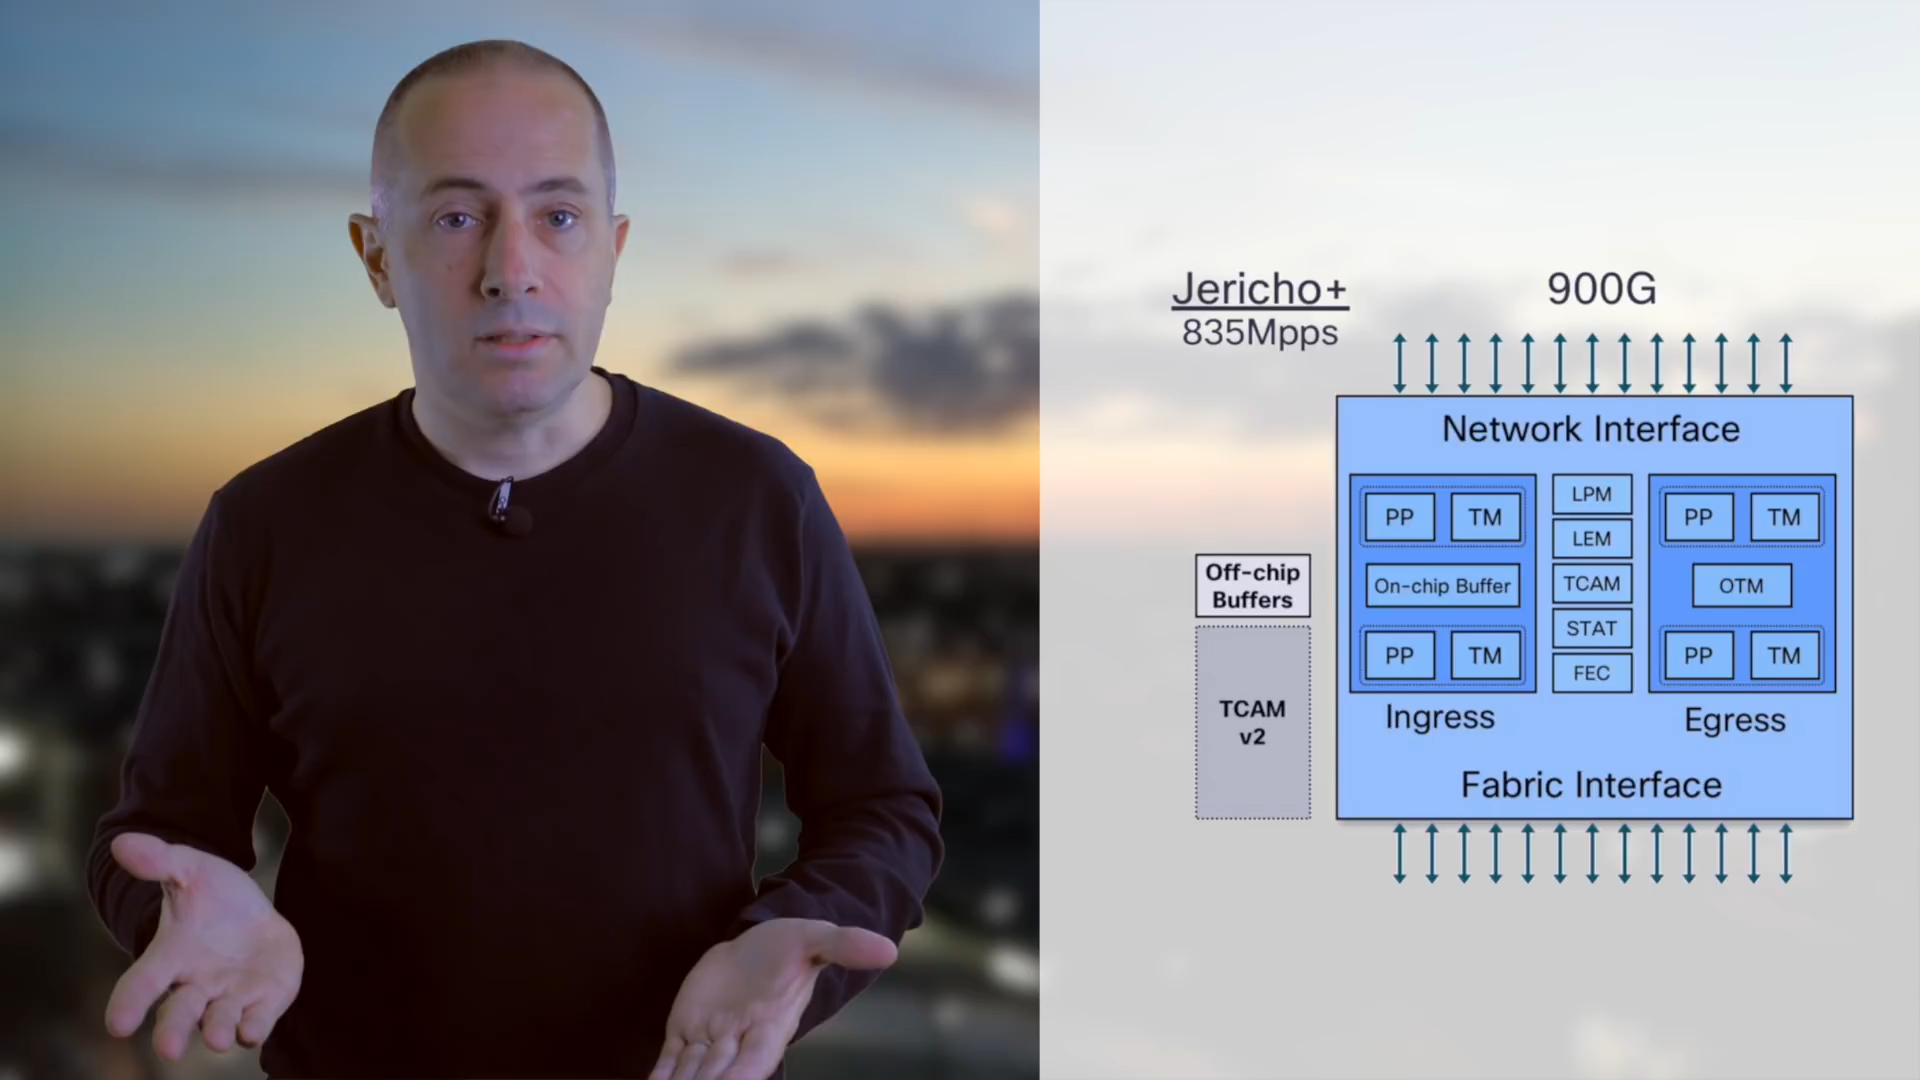 Jericho+
835Mpps
900G
Network Interface
PP
TM
PP
TM
On-chip Buffer
Ingress
LPM
LEM
TCAM
STAT
FEC
PP
TM
OTM
PP
TM
Egress
Fabric Interface
Off-chip
Buffers
TCAM
v2